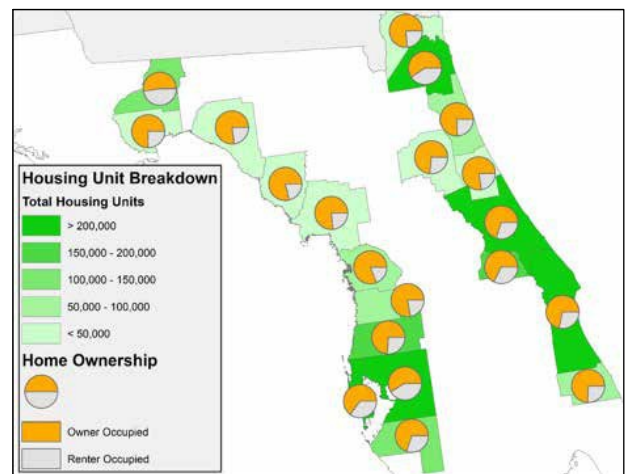 Housing Unit Breakdown
Total Housing Units
> 200,000
150,000 - 200,000
100,000 - 150,000
50,000 - 100,000
< 50,000
Home Ownership
Owner Occupied
Renter Occupied